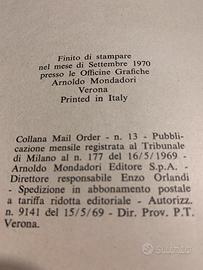 Finito di stampare
nel mese di Settembre 1970
presso le Officine Grafiche
Arnoldo Mondadori
Verona
Printed in Italy
Collana Mail Order - n. 13 - Pubbli-
cazione mensile registrata al Tribunale
di Milano al n. 177 del 16/5/1969 -
Arnoldo Mondadori Editore S.p.A. -
Direttore responsabile Enzo Orlandi
- Spedizione in abbonamento postale
a tariffa ridotta editoriale - Autorizz.
n. 9141 del 15/5/69 - Dir. Prov. P.T.
Verona.
subito